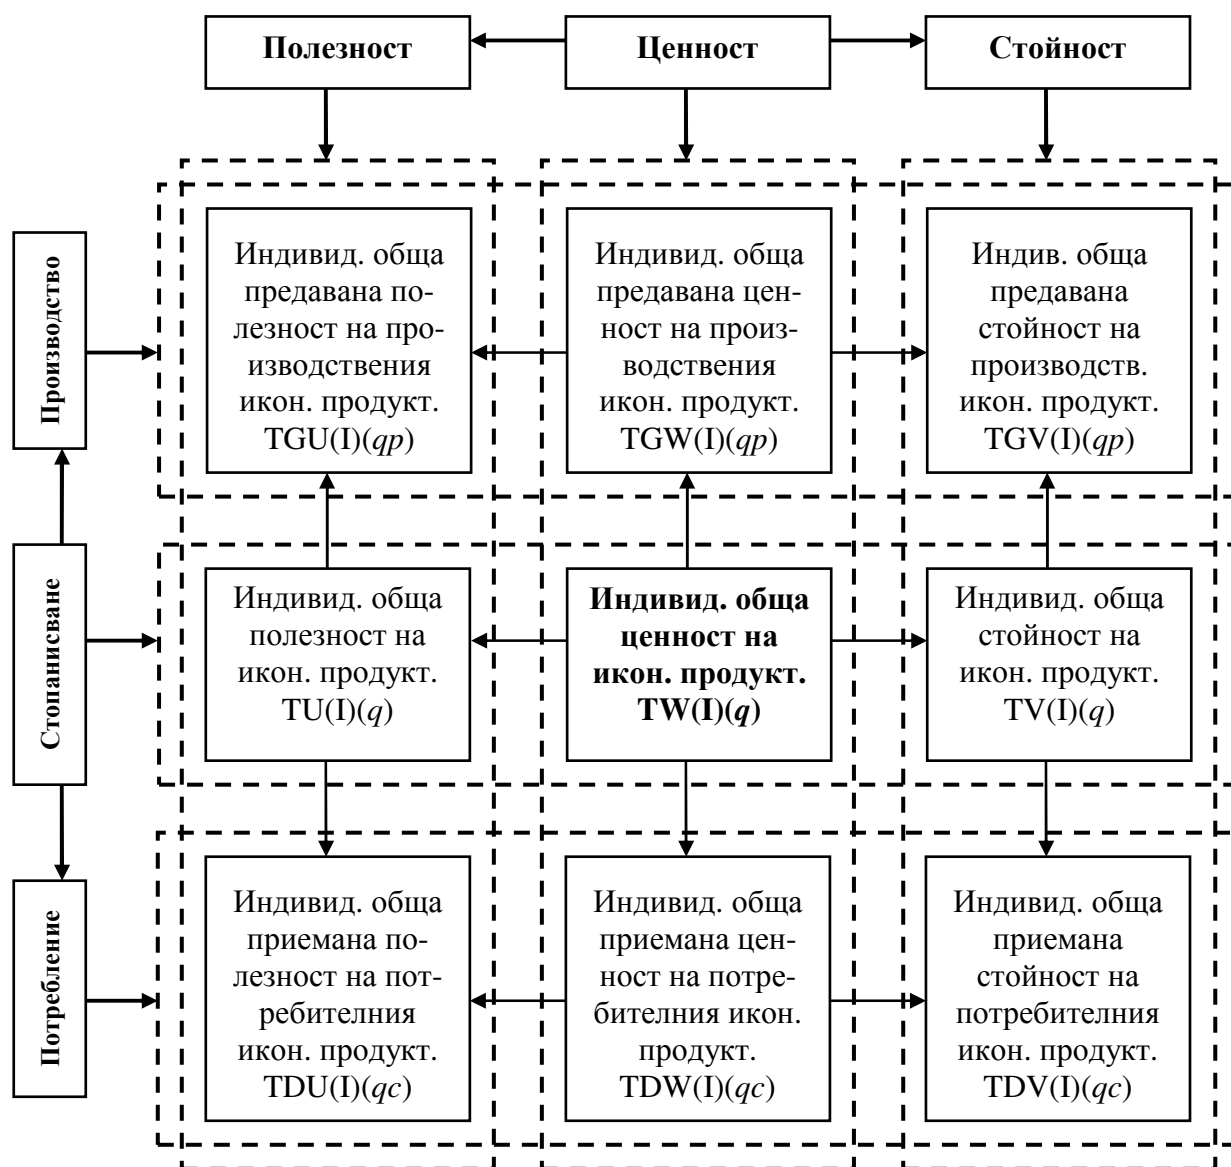 Полезност
Ценност
Стойност
Производство
Индивид. обща
предавана по-
лезност на про-
изводствения
икон. продукт.
TGU(I)(qp)
Индивид. обща
предавана цен-
ност на произ-
водствения
икон. продукт.
TGW(I)(qp)
Индив. обща
предавана
стойност на
производств.
икон. продукт.
TGV(I)(qp)
Стопанисване
Индивид. обща
полезност на
икон. продукт.
TU(I)(q)
Индивид. обща
ценност на
икон. продукт.
TW(I)(q)
Индивид. обща
стойност на
икон. продукт.
TV(I)(q)
Потребление
Индивид. обща
приемана по-
лезност на пот-
ребителния
икон. продукт.
TDU(I)(qc)
Индивид. обща
приемана цен-
ност на потре-
бителния икон.
продукт.
TDW(I)(qc)
Индивид. обща
приемана
стойност на
потребителния
икон. продукт.
TDV(I)(qc)